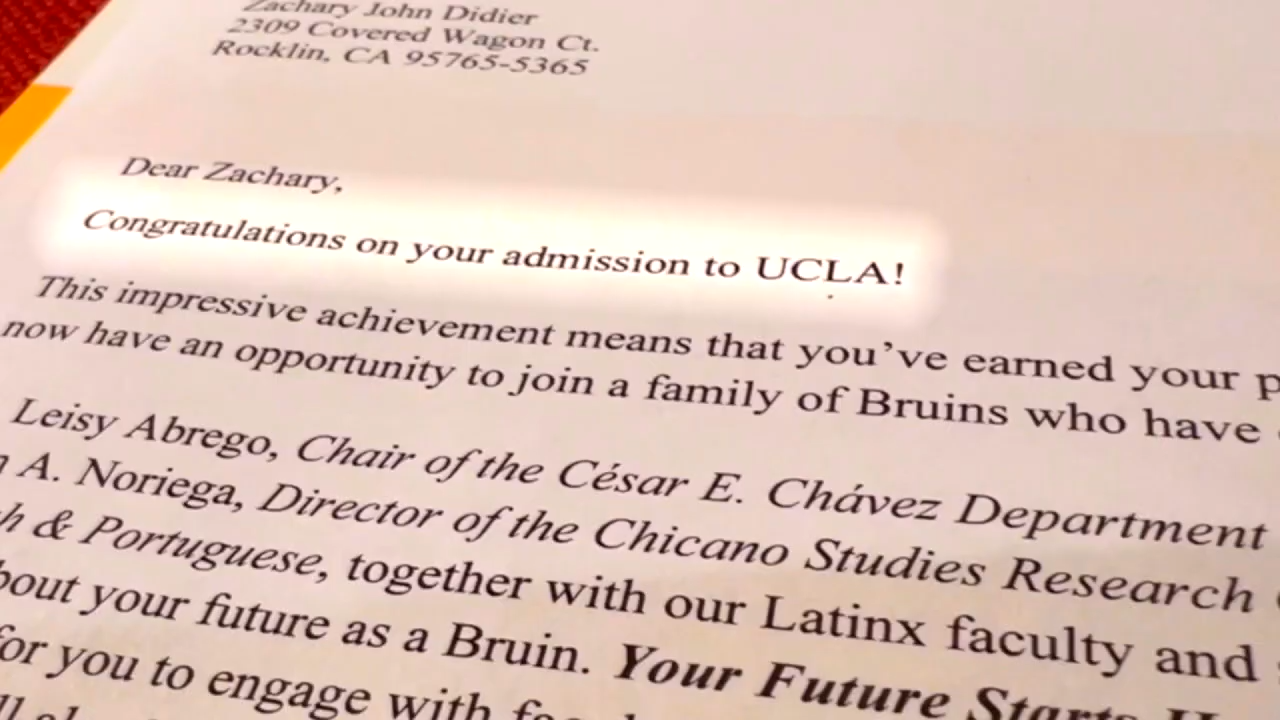 Zachary John Didier
2309 Covered Wagon Ct.
Rocklin, CA 95765-5365
Dear Zachary,
Congratulations on your admission to UCLA!
This impressive achievement means that you've earned your
now have an opportunity to join a family of Bruins who have
Leisy Abrego, Chair of the César E. Chávez Department
A. Noriega, Director of the Chicano Studies Research
& Portuguese, together with our Latinx faculty and
your future as a Bruin. Your Future Starts
for you to engage with